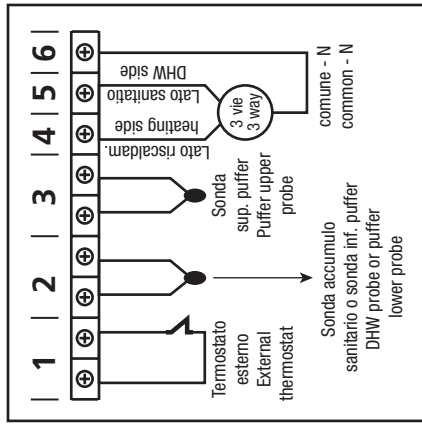 1
2
3
4
5
6
Termostato
esterno
External
thermostat
Sonda accumulo
sanitario o sonda inf. puffer
DHW probe or puffer
lower probe
Sonda
sup. puffer
Puffer upper
probe
Lato riscaldam.
heating side
Lato sanitatio
DHW side
3 vie
3 way
comune - N
common - N